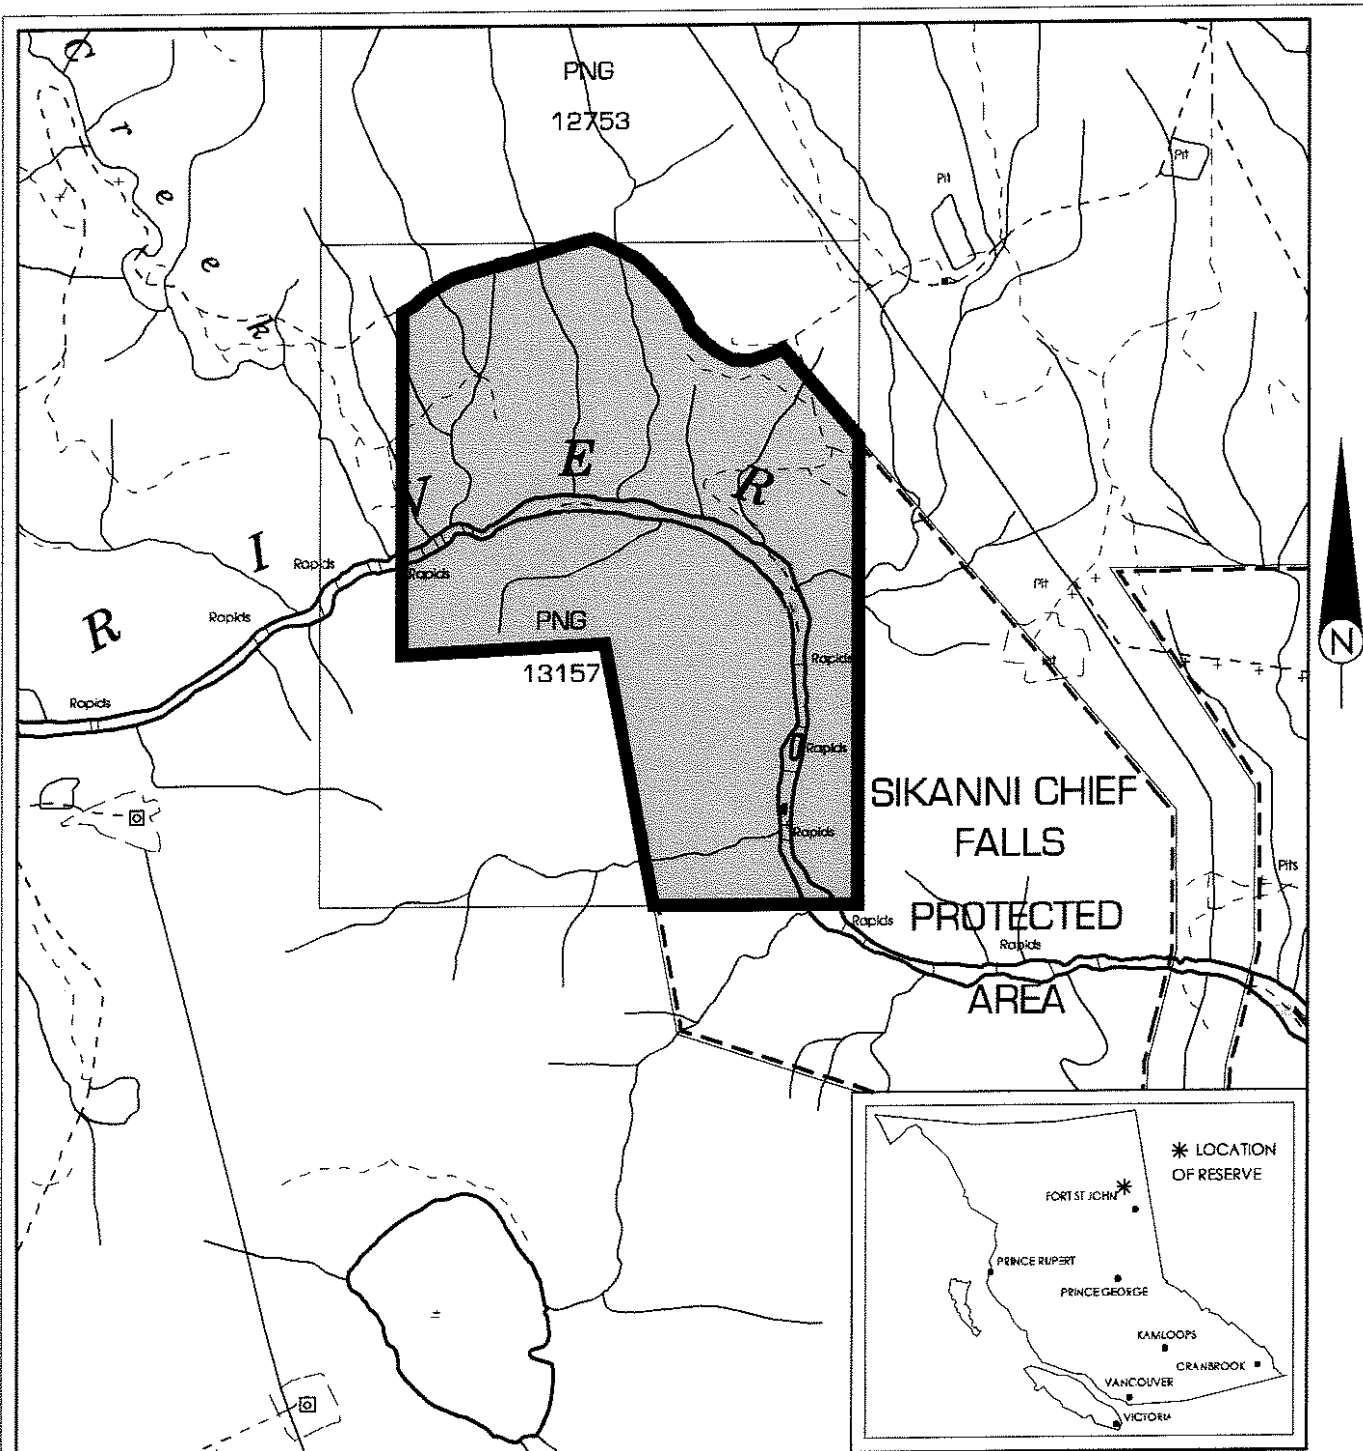 C r e e k
PNG
12753
Pit
Pit
R I V E R
Rapids
Rapids
Rapids
Rapids
PNG
13157
Pit
Rapids
Rapids
Rapids
SIKANNI CHIEF
FALLS
PROTECTED
AREA
Pits
Rapids
Rapids
N
LOCATION
OF RESERVE
FORT ST JOHN
PRINCE RUPERT
PRINCE GEORGE
KAMLOOPS
CRANBROOK
VANCOUVER
VICTORIA